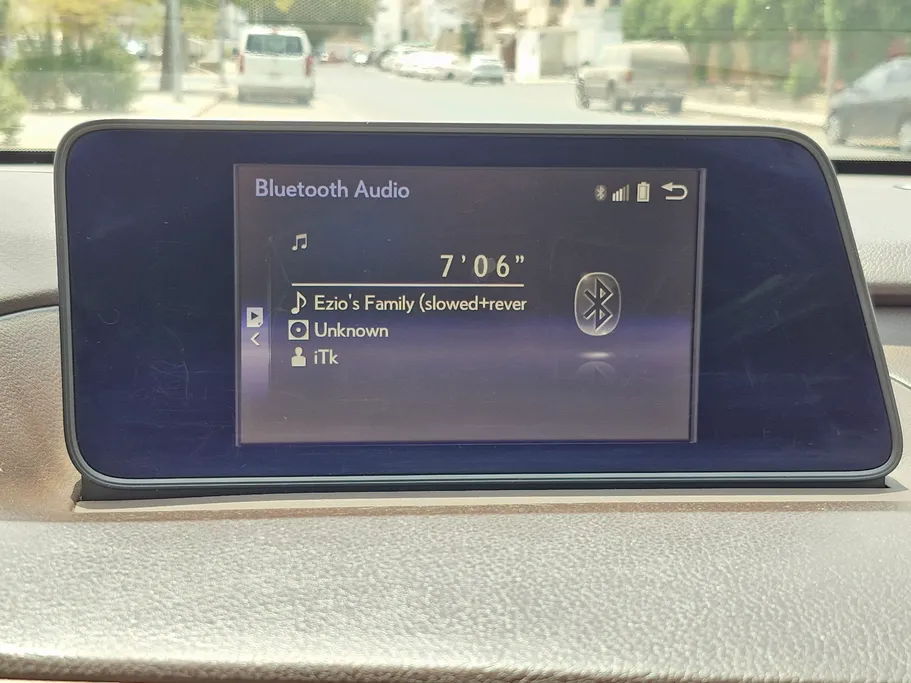 Bluetooth Audio
7'06"
Ezio's Family (slowed+rever
Unknown
iTk